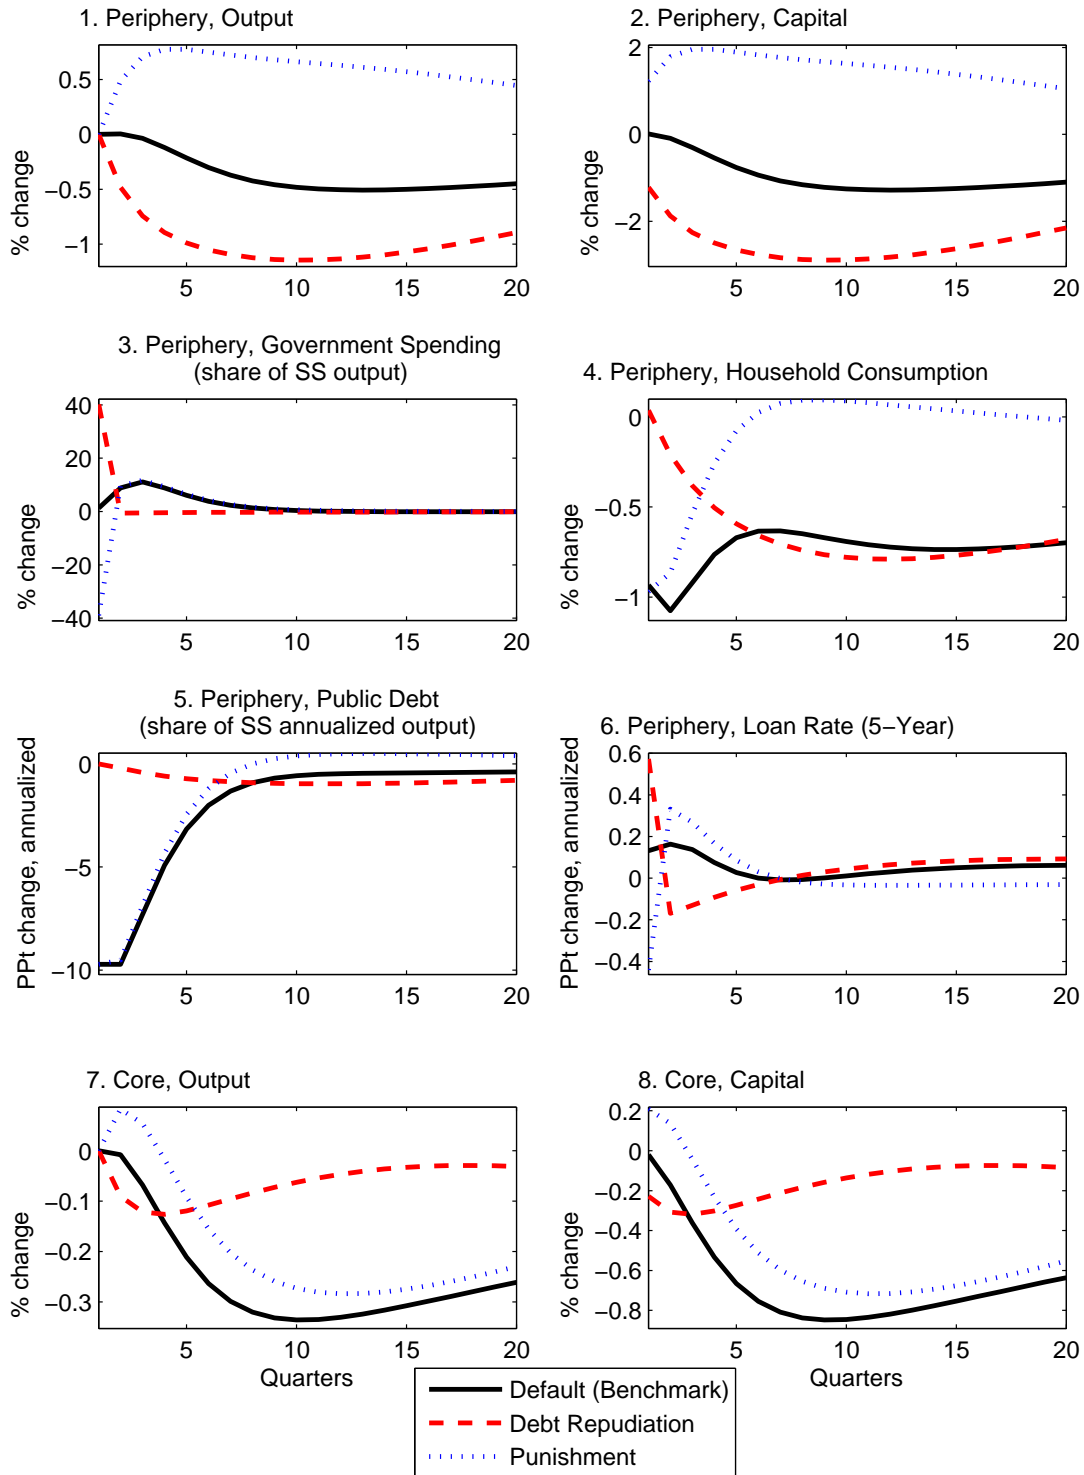 1. Periphery, Output
2. Periphery, Capital
% change
0.5
0
−0.5
−1
5
10
15
20
% change
2
0
−2
5
10
15
20
3. Periphery, Government Spending
(share of SS output)
4. Periphery, Household Consumption
% change
40
20
0
−20
−40
5
10
15
20
% change
0
−0.5
−1
5
10
15
20
5. Periphery, Public Debt
(share of SS annualized output)
6. Periphery, Loan Rate (5−Year)
PPt change, annualized
0
−5
−10
5
10
15
20
PPt change, annualized
0.6
0.4
0.2
0
−0.2
−0.4
5
10
15
20
7. Core, Output
8. Core, Capital
% change
0
−0.1
−0.2
−0.3
5
10
15
20
Quarters
% change
0.2
0
−0.2
−0.4
−0.6
−0.8
5
10
15
20
Quarters
Default (Benchmark)
Debt Repudiation
Punishment